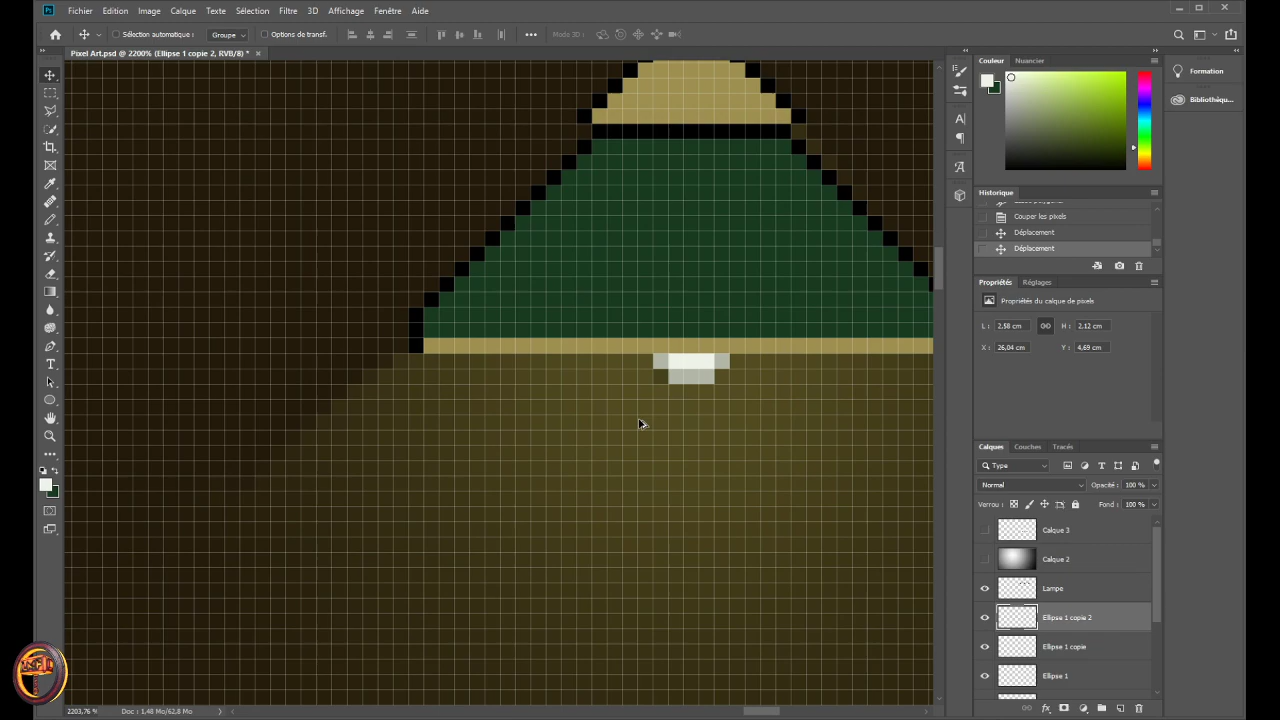 Fichier Edition Image Calque Texte Sélection Filtre 3D Affichage Fenêtre Aide
Sélection automatique : Groupe Options de transf. Mode 3D :
Pixel Art.psd @ 2200% (Ellipse 1 copie 2, RVB/8) *
Couleur Nuancier
Formation
Bibliothèqu...
Historique
Couper les pixels
Déplacement
Déplacement
Propriétés Réglages
Propriétés du calque de pixels
L : 2,58 cm H : 2,12 cm
X : 26,04 cm Y : 4,69 cm
Calques Couches Tracés
Type
Normal Opacité : 100 %
Verrou : Fond : 100 %
Calque 3
Calque 2
Lampe
Ellipse 1 copie 2
Ellipse 1 copie
Ellipse 1
2203,76 % Doc : 1,48 Mo/62,8 Mo